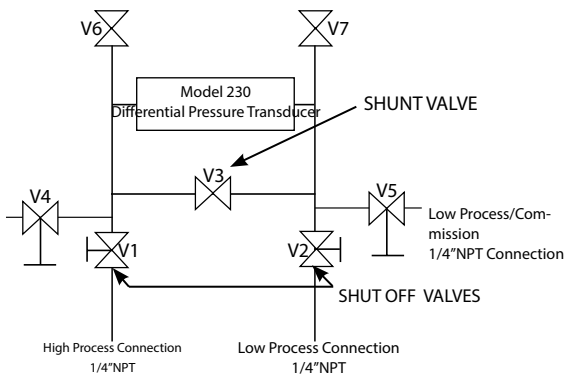 V6
V7
Model 230
Differential Pressure Transducer
SHUNT VALVE
V3
V4
V5
Low Process/Com-
mission
1/4"NPT Connection
V1
V2
SHUT OFF VALVES
High Process Connection
1/4"NPT
Low Process Connection
1/4"NPT